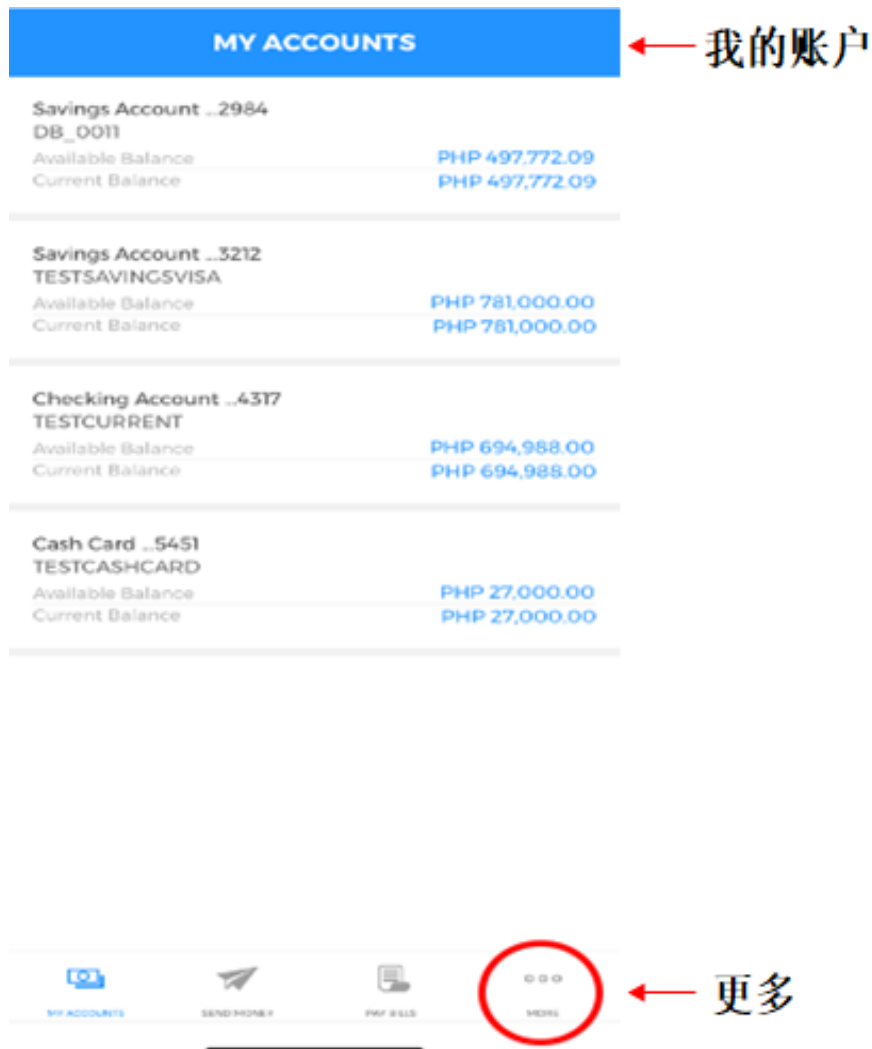 MY ACCOUNTS
我的账户
Savings Account ...2984
DB_0011
Available Balance PHP 497,772.09
Current Balance PHP 497,772.09
Savings Account ...3212
TESTSAVINGSVISA
Available Balance PHP 781,000.00
Current Balance PHP 781,000.00
Checking Account ...4317
TESTCURRENT
Available Balance PHP 694,988.00
Current Balance PHP 694,988.00
Cash Card ...5451
TESTCASHCARD
Available Balance PHP 27,000.00
Current Balance PHP 27,000.00
MY ACCOUNTS SEND MONEY PAY BILLS MORE
更多